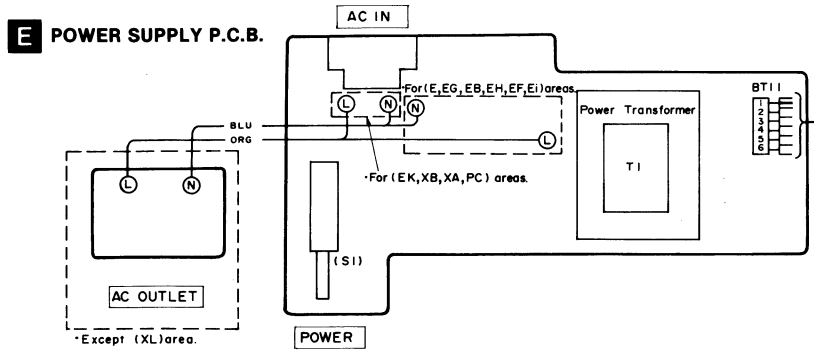 AC IN
E POWER SUPPLY P.C.B.
BT11
·For (E,EG,EB,EH,EF,Ei) areas.
L N N
1
Power Transformer
2
BLU
3
ORG
4
L
5
6
T1
·For (EK,XB,XA,PC) areas.
L N
(S1)
AC OUTLET
·Except (XL) area.
POWER